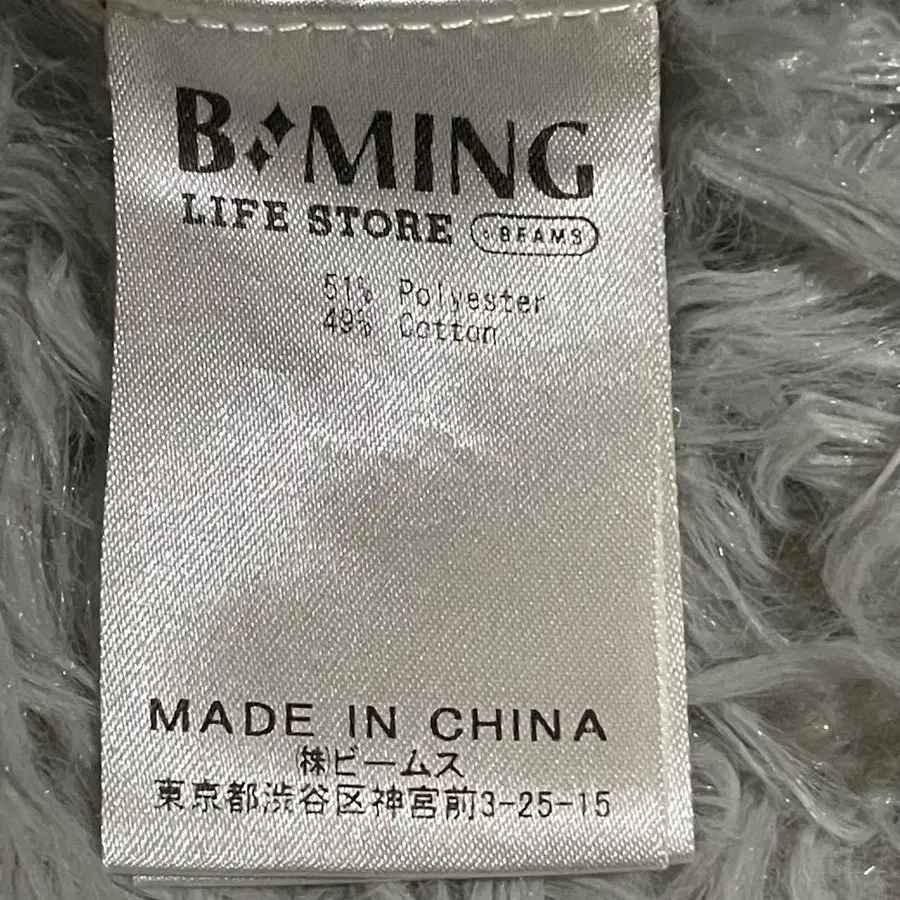 B✦MING
LIFE STORE BEAMS
51% Polyester
49% Cotton
MADE IN CHINA
㈱ビームス
東京都渋谷区神宮前3-25-15